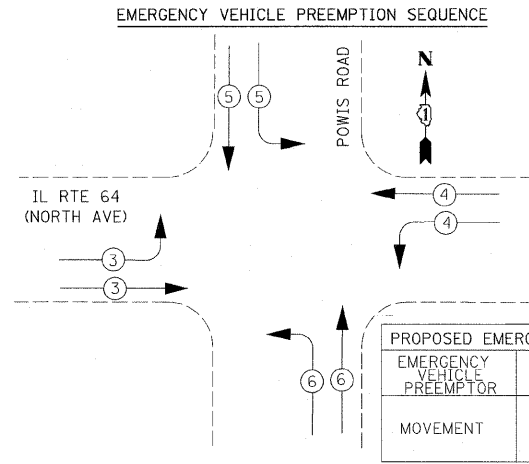 EMERGENCY VEHICLE PREEMPTION SEQUENCE
POWIS ROAD
N
1
5 5
IL RTE 64
(NORTH AVE)
4
4
3
3
6 6
PROPOSED EMERG
EMERGENCY
VEHICLE
PREEMPTOR
MOVEMENT